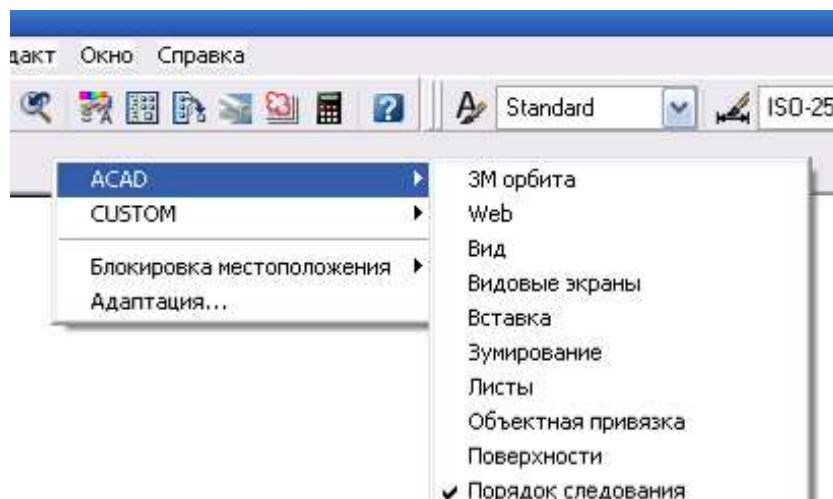 дакт Окно Справка
Standard ISO-25
ACAD
CUSTOM
Блокировка местоположения
Адаптация...
3М орбита
Web
Вид
Видовые экраны
Вставка
Зумирование
Листы
Объектная привязка
Поверхности
Порядок следования